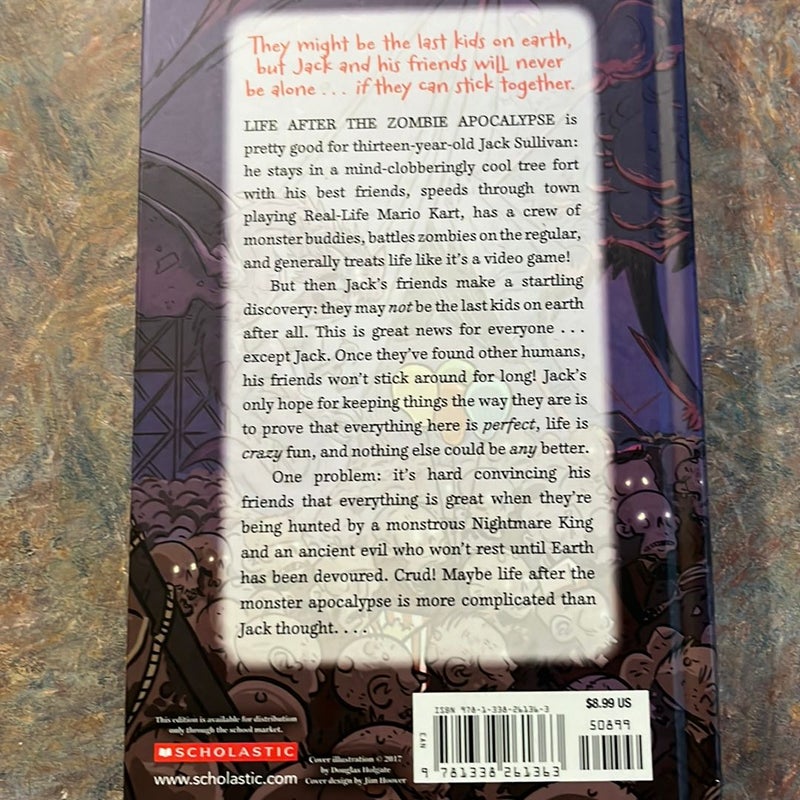 They might be the last kids on earth,
but Jack and his friends will never
be alone . . . if they can stick together.
LIFE AFTER THE ZOMBIE APOCALYPSE is
pretty good for thirteen-year-old Jack Sullivan:
he stays in a mind-clobberingly cool tree fort
with his best friends, speeds through town
playing Real-Life Mario Kart, has a crew of
monster buddies, battles zombies on the regular,
and generally treats life like it's a video game!
But then Jack's friends make a startling
discovery: they may not be the last kids on earth
after all. This is great news for everyone . . .
except Jack. Once they've found other humans,
his friends won't stick around for long! Jack's
only hope for keeping things the way they are is
to prove that everything here is perfect, life is
crazy fun, and nothing else could be any better.
One problem: it's hard convincing his
friends that everything is great when they're
being hunted by a monstrous Nightmare King
and an ancient evil who won't rest until Earth
has been devoured. Crud! Maybe life after the
monster apocalypse is more complicated than
Jack thought. . . .
This edition is available for distribution
only through the school market.
SCHOLASTIC
www.scholastic.com
Cover illustration © 2017
by Douglas Holgate
Cover design by Jim Hoover
ISBN 978-1-338-26136-3
$8.99 US
50899
EAN
9 781338 261363